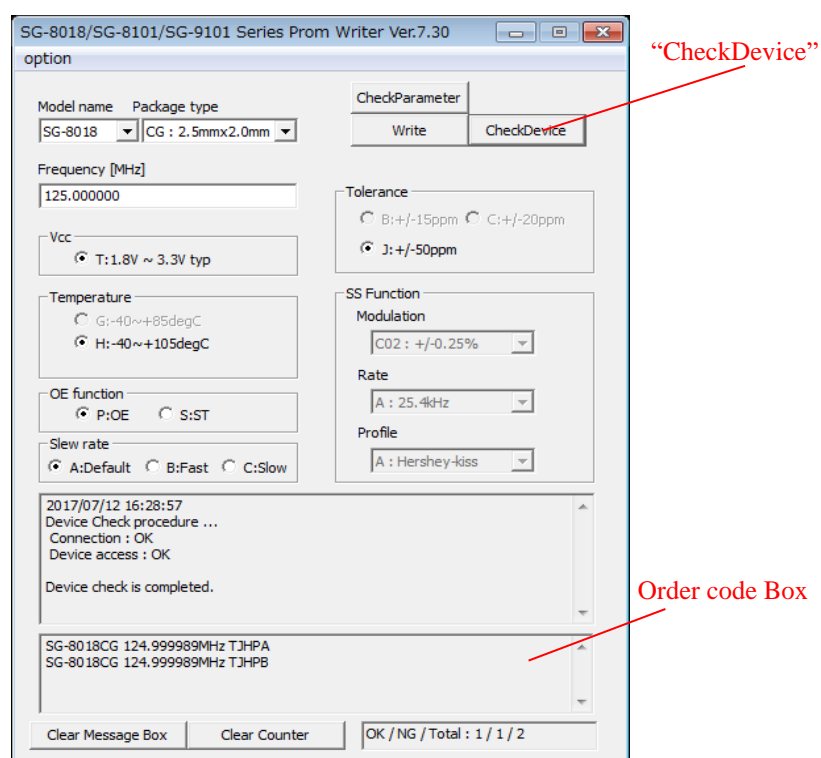 SG-8018/SG-8101/SG-9101 Series Prom Writer Ver.7.30
option
“CheckDevice”
Model name Package type
SG-8018 CG : 2.5mmx2.0mm
CheckParameter
Write CheckDevice
Frequency [MHz]
125.000000
Tolerance
B:+/-15ppm C:+/-20ppm
J:+/-50ppm
Vcc
T:1.8V ~ 3.3V typ
Temperature
G:-40~+85degC
H:-40~+105degC
SS Function
Modulation
C02 : +/-0.25%
Rate
A : 25.4kHz
Profile
A : Hershey-kiss
OE function
P:OE S:ST
Slew rate
A:Default B:Fast C:Slow
2017/07/12 16:28:57
Device Check procedure ...
Connection : OK
Device access : OK
Device check is completed.
Order code Box
SG-8018CG 124.999989MHz TJHPA
SG-8018CG 124.999989MHz TJHPB
Clear Message Box Clear Counter OK / NG / Total : 1 / 1 / 2